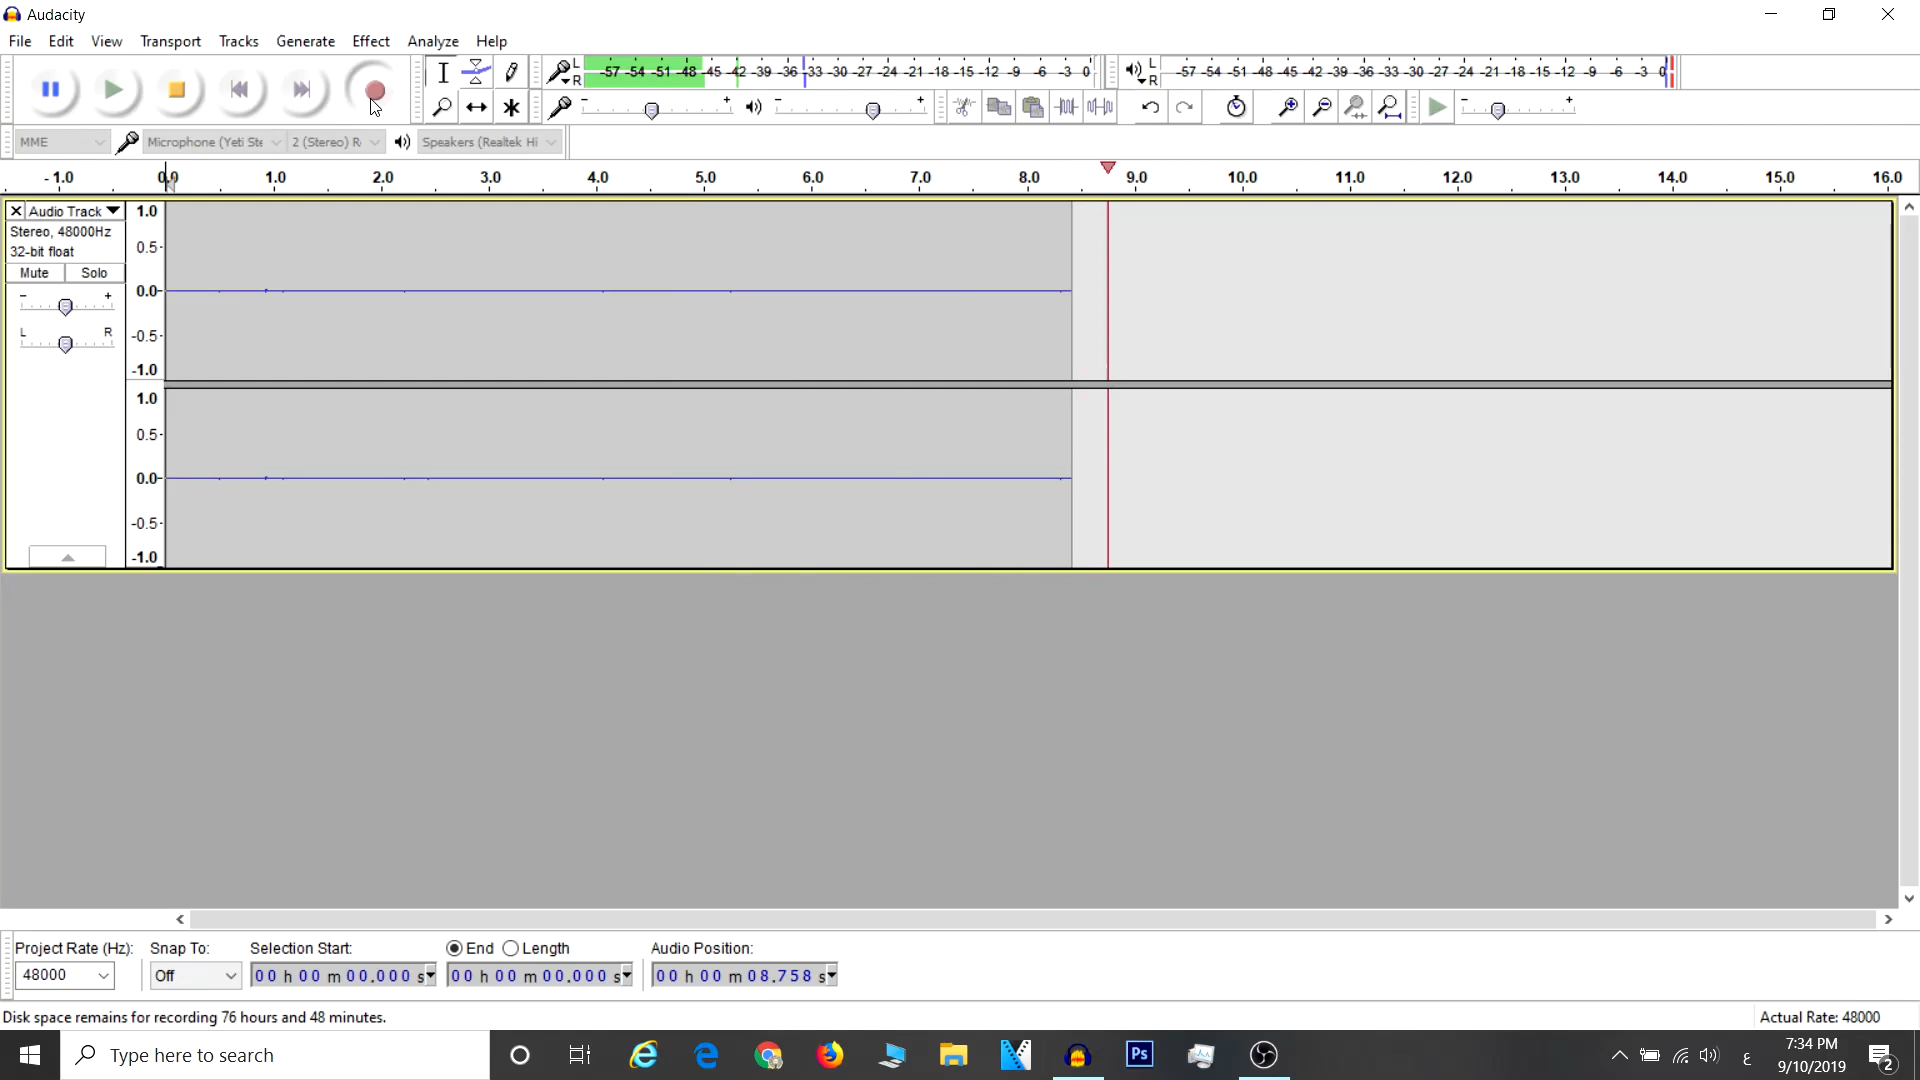 Audacity
File Edit View Transport Tracks Generate Effect Analyze Help
L R -57 -54 -51 -48 -45 -42 -39 -36 -33 -30 -27 -24 -21 -18 -15 -12 -9 -6 -3 0
L R -57 -54 -51 -48 -45 -42 -39 -36 -33 -30 -27 -24 -21 -18 -15 -12 -9 -6 -3 0
MME Microphone (Yeti Ste 2 (Stereo) R Speakers (Realtek Hi
-1.0 0.0 1.0 2.0 3.0 4.0 5.0 6.0 7.0 8.0 9.0 10.0 11.0 12.0 13.0 14.0 15.0 16.0
Audio Track
Stereo, 48000Hz
32-bit float
Mute Solo
- +
L R
1.0
0.5
0.0
-0.5
-1.0
1.0
0.5
0.0
-0.5
-1.0
Project Rate (Hz): Snap To: Selection Start: End Length Audio Position:
48000 Off 00 h 00 m 00.000 s 00 h 00 m 00.000 s 00 h 00 m 08.758 s
Disk space remains for recording 76 hours and 48 minutes. Actual Rate: 48000
Type here to search
Ps
ع
7:34 PM
9/10/2019
2